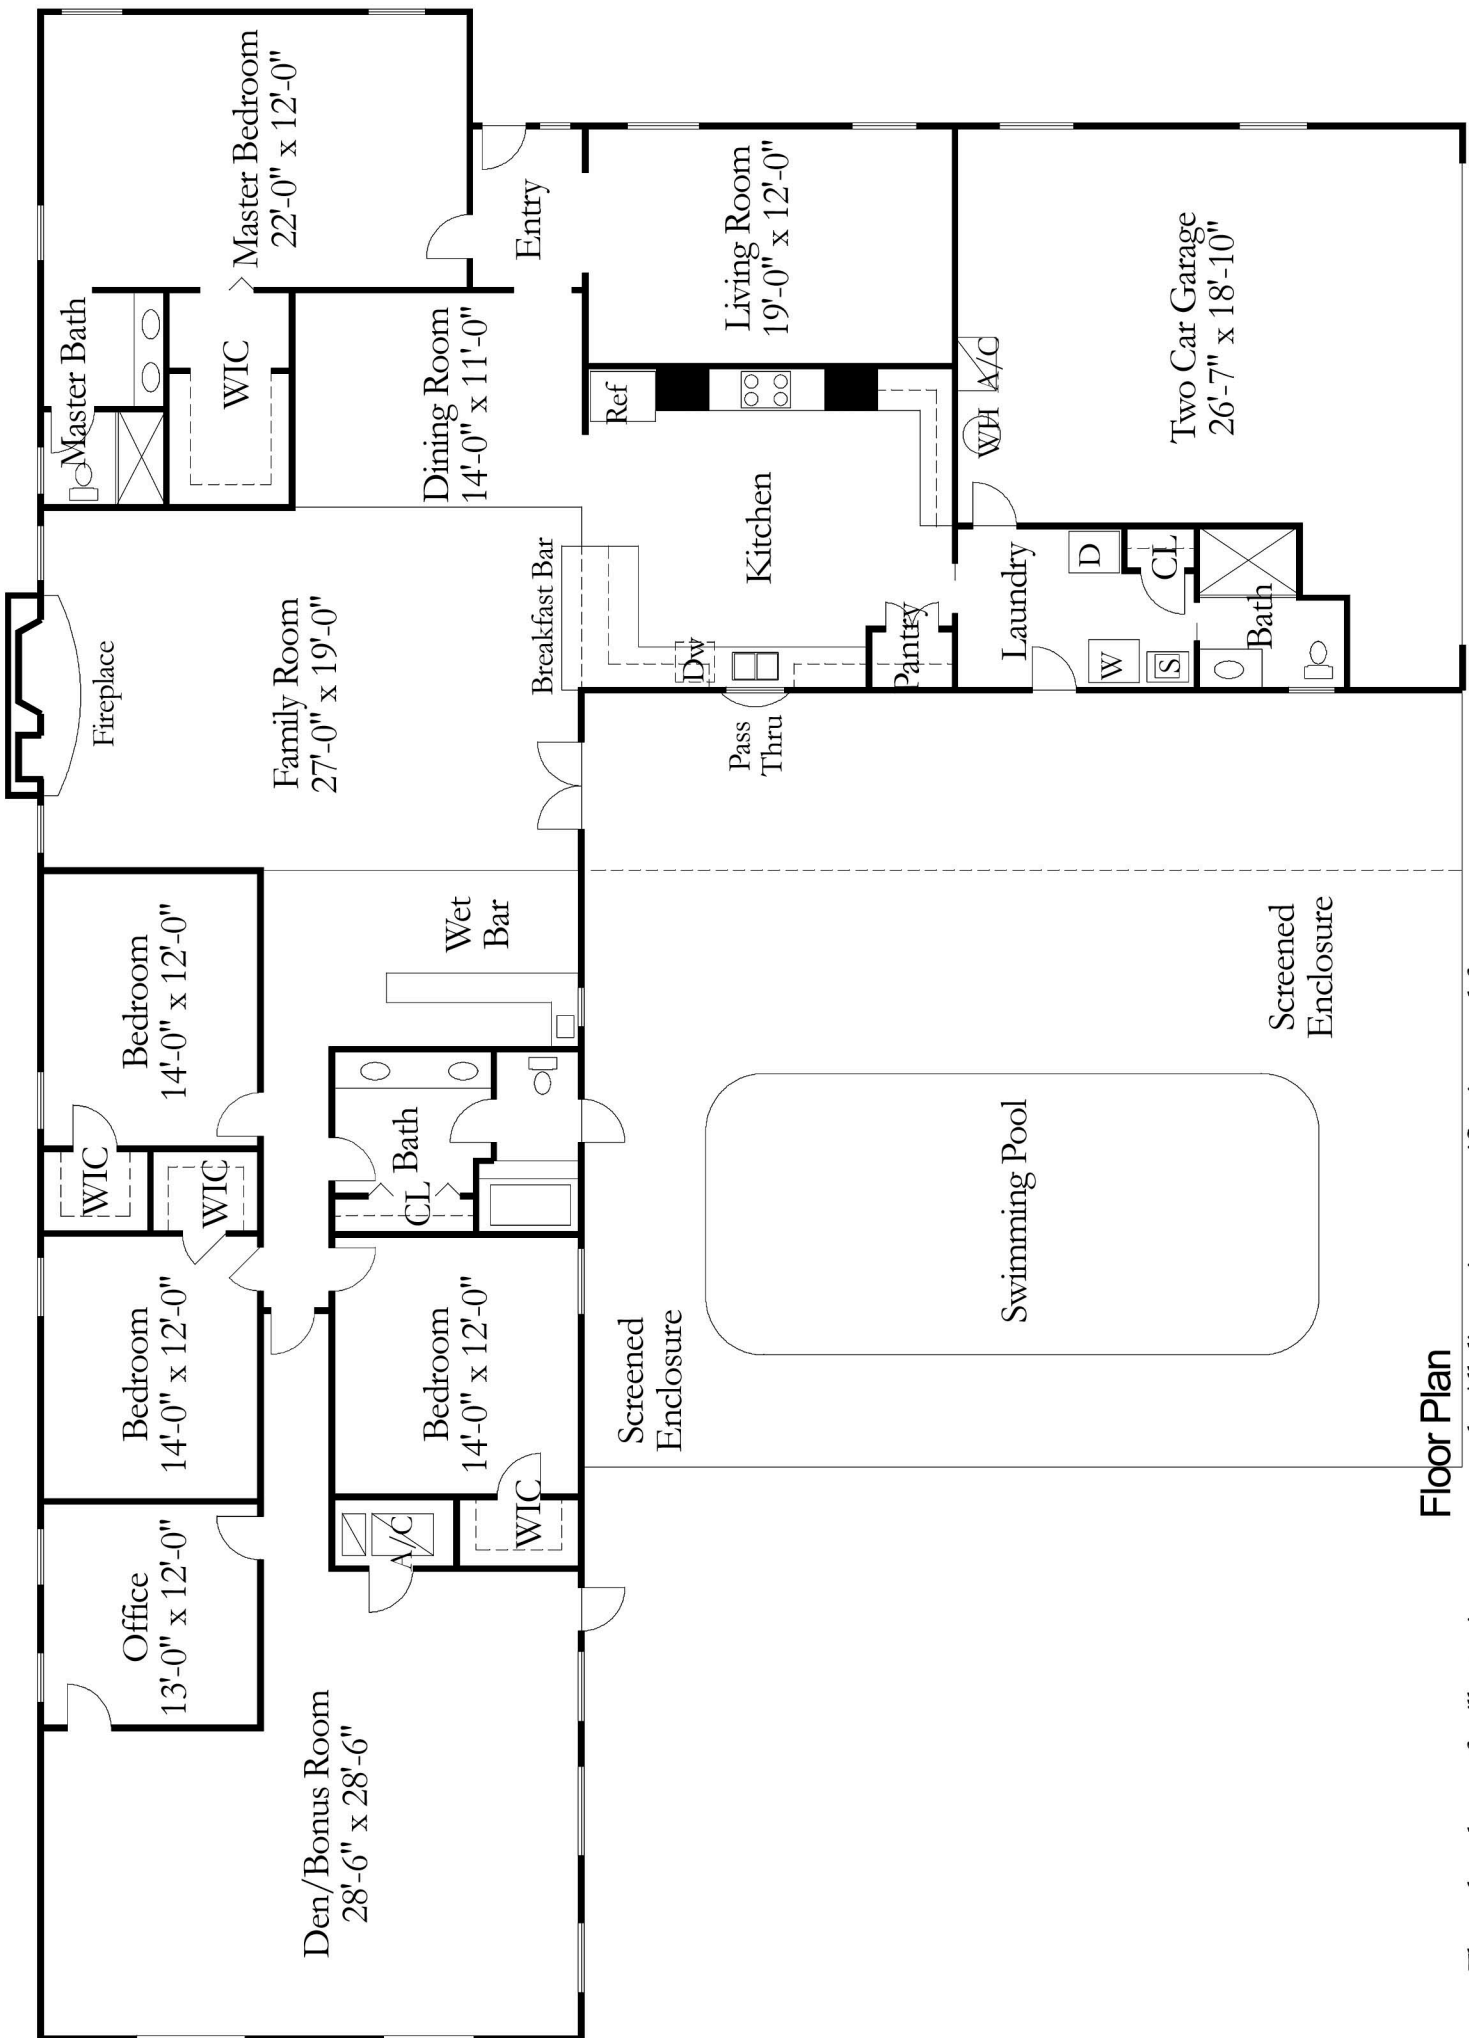 Master Bedroom
22'-0" x 12'-0"
Master Bath
WIC
Entry
Dining Room
14'-0" x 11'-0"
Living Room
19'-0" x 12'-0"
Ref
Two Car Garage
26'-7" x 18'-10"
A/C
WH
Kitchen
Breakfast Bar
Dw
Pantry
Pass
Thru
Laundry
D
CL
W
S
Bath
Fireplace
Family Room
27'-0" x 19'-0"
Wet
Bar
Bedroom
14'-0" x 12'-0"
WIC
WIC
Bath
CL
Bedroom
14'-0" x 12'-0"
Bedroom
14'-0" x 12'-0"
WIC
A/C
Office
13'-0" x 12'-0"
Den/Bonus Room
28'-6" x 28'-6"
Screened
Enclosure
Swimming Pool
Screened
Enclosure
Floor Plan